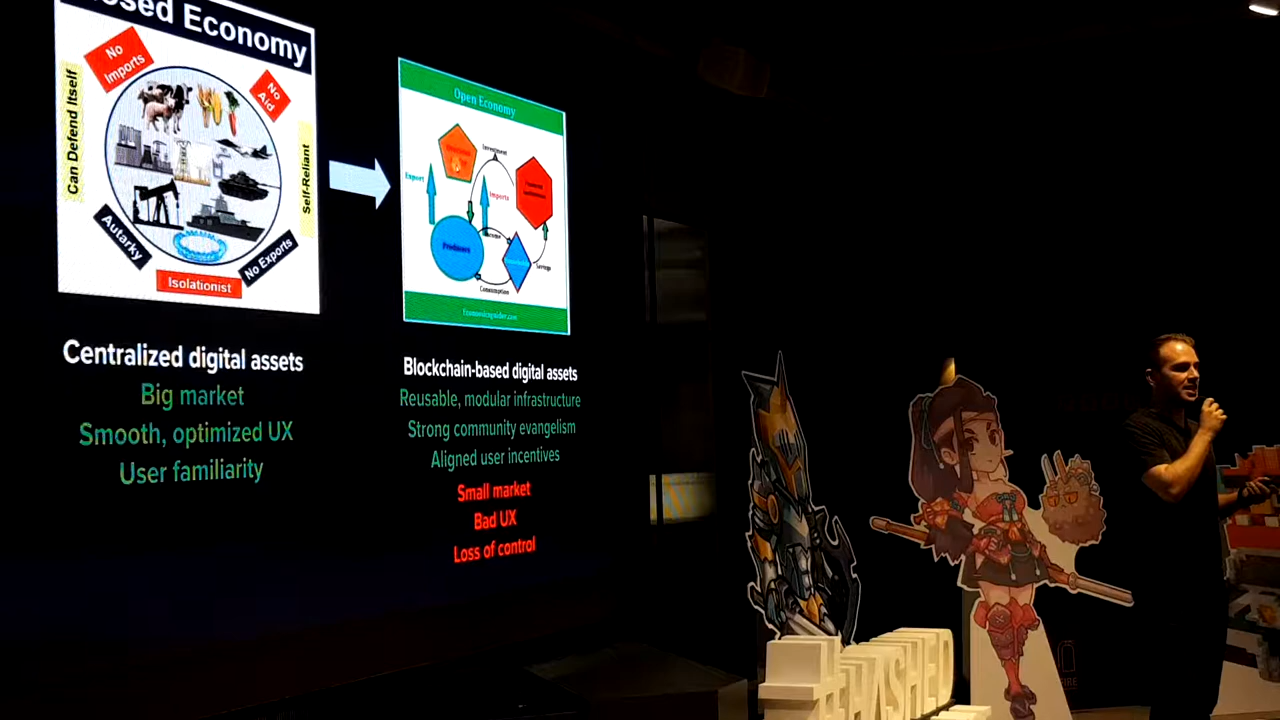 osed Economy
No
Imports
No
Aid
Can Defend Itself
Self-Reliant
Autarky
No Exports
Isolationist
Open Economy
Investment
Export
Imports
Producers
Savings
Consumption
Centralized digital assets
Big market
Smooth, optimized UX
User familiarity
Blockchain-based digital assets
Reusable, modular infrastructure
Strong community evangelism
Aligned user incentives
Small market
Bad UX
Loss of control
#HASHED